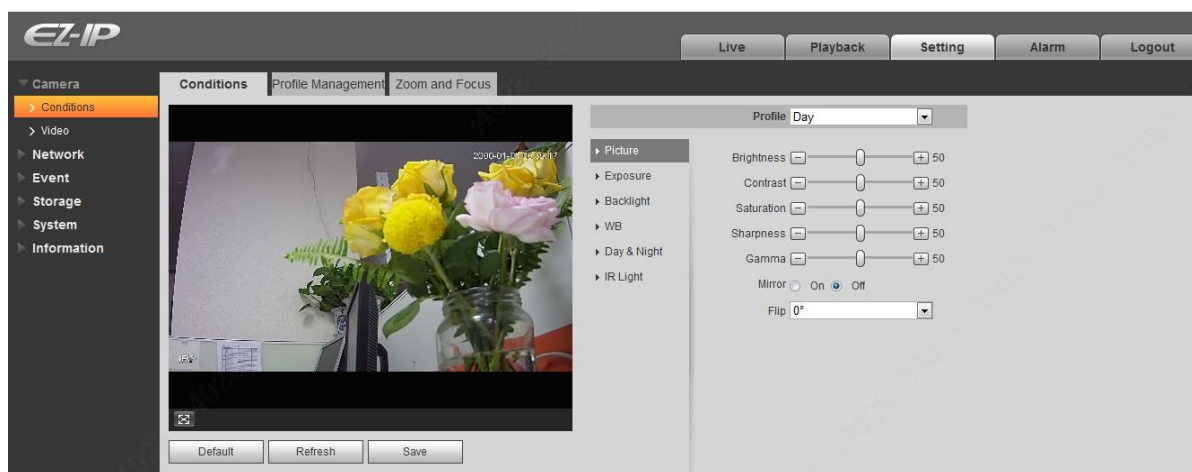 EZ-IP
Live Playback Setting Alarm Logout
Camera
Conditions
Video
Network
Event
Storage
System
Information
Conditions Profile Management Zoom and Focus
Profile Day
Picture
Exposure
Backlight
WB
Day & Night
IR Light
Brightness 50
Contrast 50
Saturation 50
Sharpness 50
Gamma 50
Mirror On Off
Flip 0°
Default Refresh Save